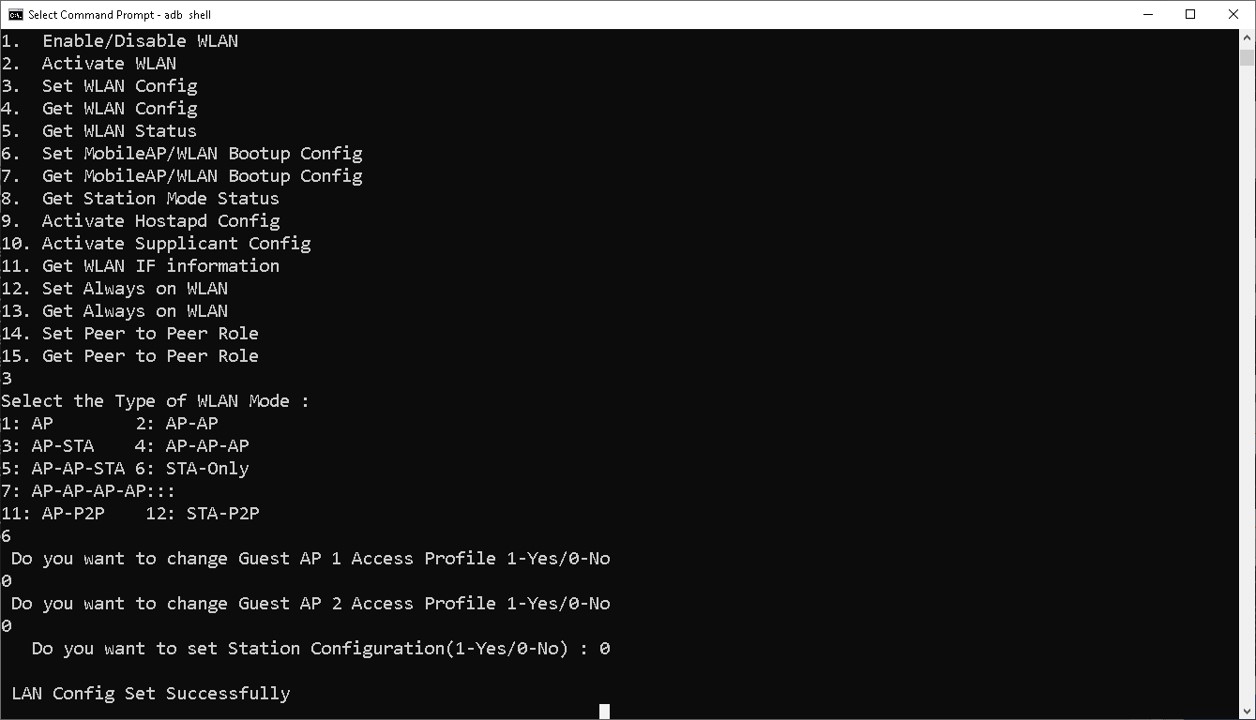 Select Command Prompt - adb shell
1. Enable/Disable WLAN
2. Activate WLAN
3. Set WLAN Config
4. Get WLAN Config
5. Get WLAN Status
6. Set MobileAP/WLAN Bootup Config
7. Get MobileAP/WLAN Bootup Config
8. Get Station Mode Status
9. Activate Hostapd Config
10. Activate Supplicant Config
11. Get WLAN IF information
12. Set Always on WLAN
13. Get Always on WLAN
14. Set Peer to Peer Role
15. Get Peer to Peer Role
3
Select the Type of WLAN Mode :
1: AP 2: AP-AP
3: AP-STA 4: AP-AP-AP
5: AP-AP-STA 6: STA-Only
7: AP-AP-AP-AP:::
11: AP-P2P 12: STA-P2P
6
Do you want to change Guest AP 1 Access Profile 1-Yes/0-No
0
Do you want to change Guest AP 2 Access Profile 1-Yes/0-No
0
Do you want to set Station Configuration(1-Yes/0-No) : 0
LAN Config Set Successfully